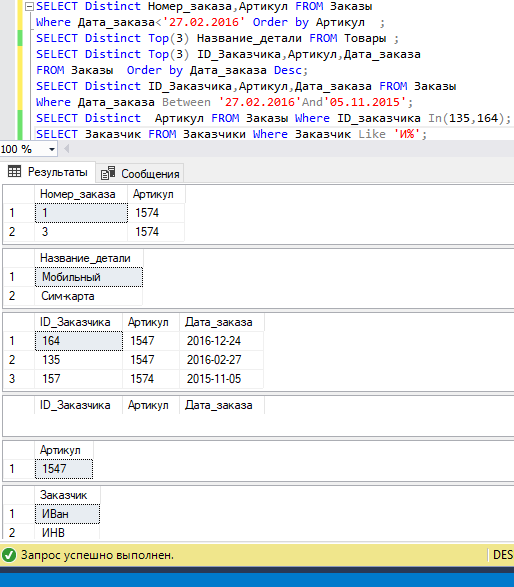 SELECT Distinct Номер_заказа,Артикул FROM Заказы
Where Дата_заказа<'27.02.2016' Order by Артикул  ;
SELECT Distinct Top(3) Название_детали FROM Товары ;
SELECT Distinct Top(3) ID_Заказчика,Артикул,Дата_заказа
FROM Заказы  Order by Дата_заказа Desc;
SELECT Distinct ID_Заказчика,Артикул,Дата_заказа FROM Заказы
Where Дата_заказа Between '27.02.2016'And'05.11.2015';
SELECT Distinct  Артикул FROM Заказы Where ID_заказчика In(135,164);
SELECT Заказчик FROM Заказчики Where Заказчик Like 'И%';
100 %
Результаты Сообщения
Номер_заказа Артикул
1 1 1574
2 3 1574
Название_детали
1 Мобильный
2 Сим-карта
ID_Заказчика Артикул Дата_заказа
1 164 1547 2016-12-24
2 135 1547 2016-02-27
3 157 1574 2015-11-05
ID_Заказчика Артикул Дата_заказа
Артикул
1 1547
Заказчик
1 ИВан
2 ИНВ
Запрос успешно выполнен. DES